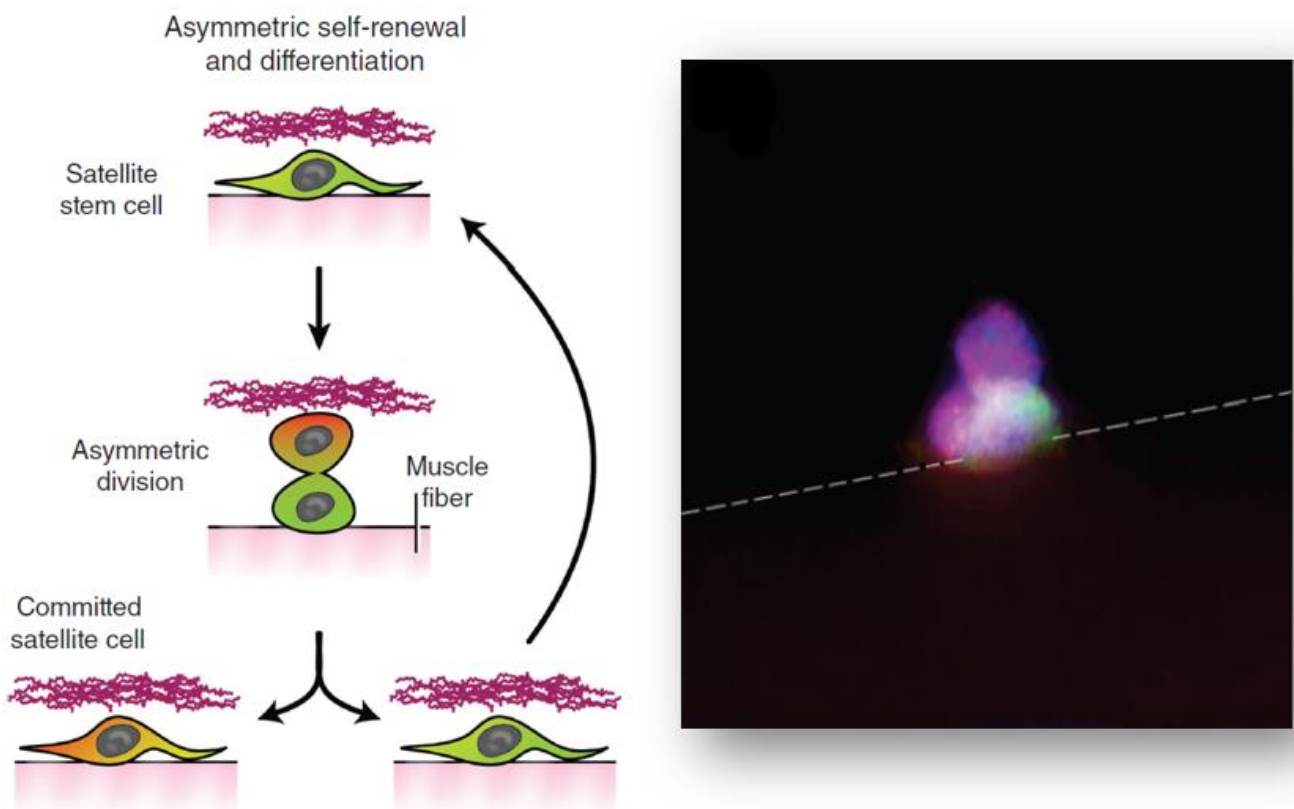 Asymmetric self-renewal
and differentiation
Satellite
stem cell
Asymmetric
division
Muscle
fiber
Committed
satellite cell